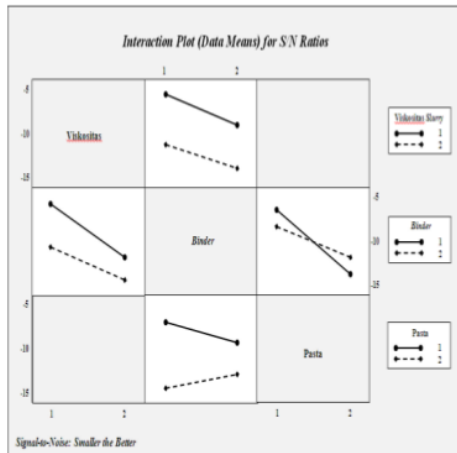 Interaction Plot (Data Means) for S/N Ratios
1 2
-5
-10
-15
Viskositas
Viskositas Slurry
1
2
Binder
-5
-10
-15
Binder
1
2
-5
-10
-15
Pasta
Pasta
1
2
1 2 1 2
Signal-to-Noise: Smaller the Better